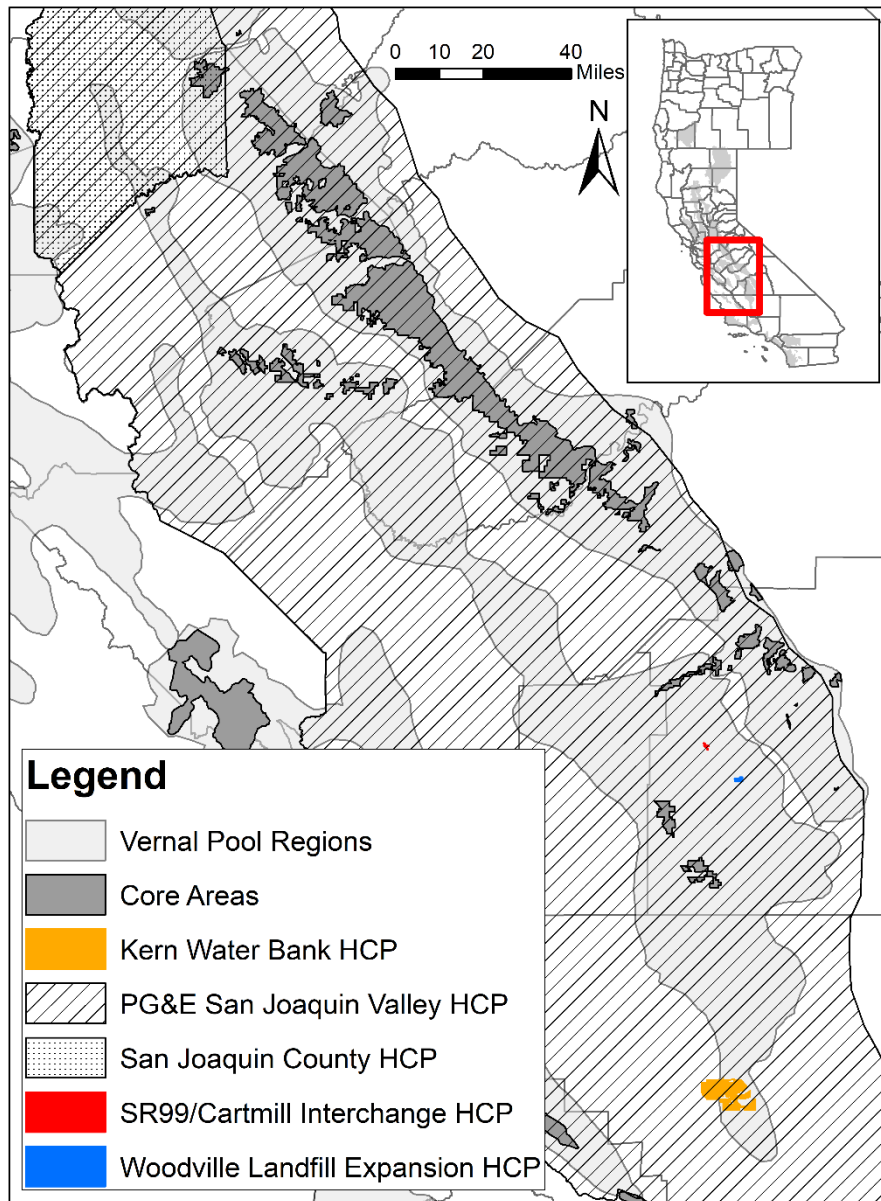 0 10 20 40
Miles
N
Legend
Vernal Pool Regions
Core Areas
Kern Water Bank HCP
PG&E San Joaquin Valley HCP
San Joaquin County HCP
SR99/Cartmill Interchange HCP
Woodville Landfill Expansion HCP